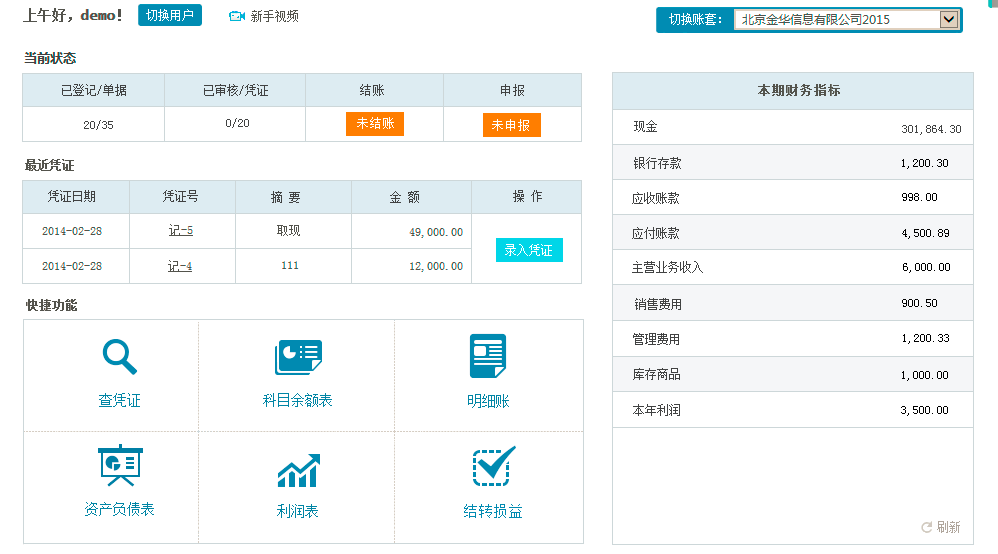 上午好，demo！ 切换用户 新手视频 切换账套： 北京金华信息有限公司2015
当前状态
已登记/单据 已审核/凭证 结账 申报
20/35 0/20 未结账 未申报
最近凭证
凭证日期 凭证号 摘 要 金 额 操 作
2014-02-28 记-5 取现 49,000.00
录入凭证
2014-02-28 记-4 111 12,000.00
快捷功能
查凭证 科目余额表 明细账
资产负债表 利润表 结转损益
本期财务指标
现金 301,864.30
银行存款 1,200.30
应收账款 998.00
应付账款 4,500.89
主营业务收入 6,000.00
销售费用 900.50
管理费用 1,200.33
库存商品 1,000.00
本年利润 3,500.00
刷新